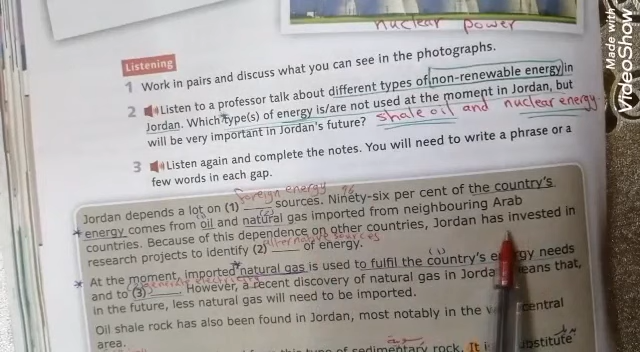 nuclear power
Made with
VideoShow
Listening
1 Work in pairs and discuss what you can see in the photographs.
2 Listen to a professor talk about different types of non-renewable energy in
Jordan. Which type(s) of energy is/are not used at the moment in Jordan, but
will be very important in Jordan's future? shale oil and nuclear energy
3 Listen again and complete the notes. You will need to write a phrase or a
few words in each gap.
foreign energy 96
Jordan depends a lot on (1) ___ sources. Ninety-six per cent of the country's
energy comes from oil and natural gas imported from neighbouring Arab
countries. Because of this dependence on other countries, Jordan has invested in
alternative sources
research projects to identify (2) ___ of energy.
* At the moment, imported natural gas is used to fulfil the country's energy needs
generate electricity
and to (3) ___ However, a recent discovery of natural gas in Jordan means that,
in the future, less natural gas will need to be imported.
Oil shale rock has also been found in Jordan, most notably in the central
area.
type of sedimentary rock. It is substitute